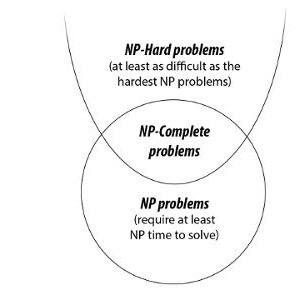 NP-Hard problems
(at least as difficult as the
hardest NP problems)
NP-Complete
problems
NP problems
(require at least
NP time to solve)